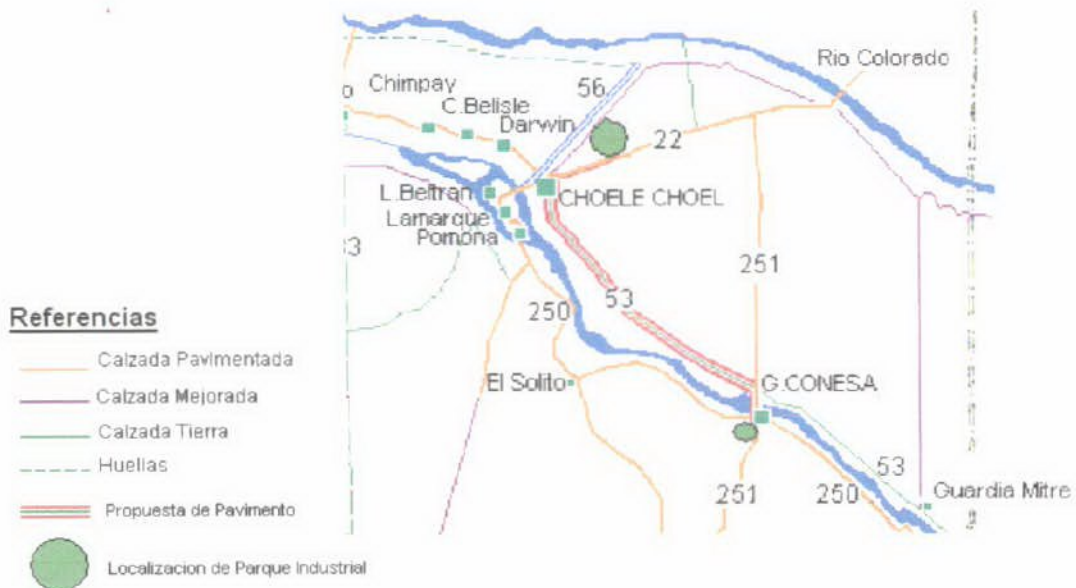 Rio Colorado
Chimpay
56
o
C.Belisle
Darwin
22
L.Beltran
CHOELE CHOEL
Lamarque
Pomona
251
53
250
El Solito
G.CONESA
53
251
250
Guardia Mitre
Referencias
Calzada Pavimentada
Calzada Mejorada
Calzada Tierra
Huellas
Propuesta de Pavimento
Localizacion de Parque Industrial